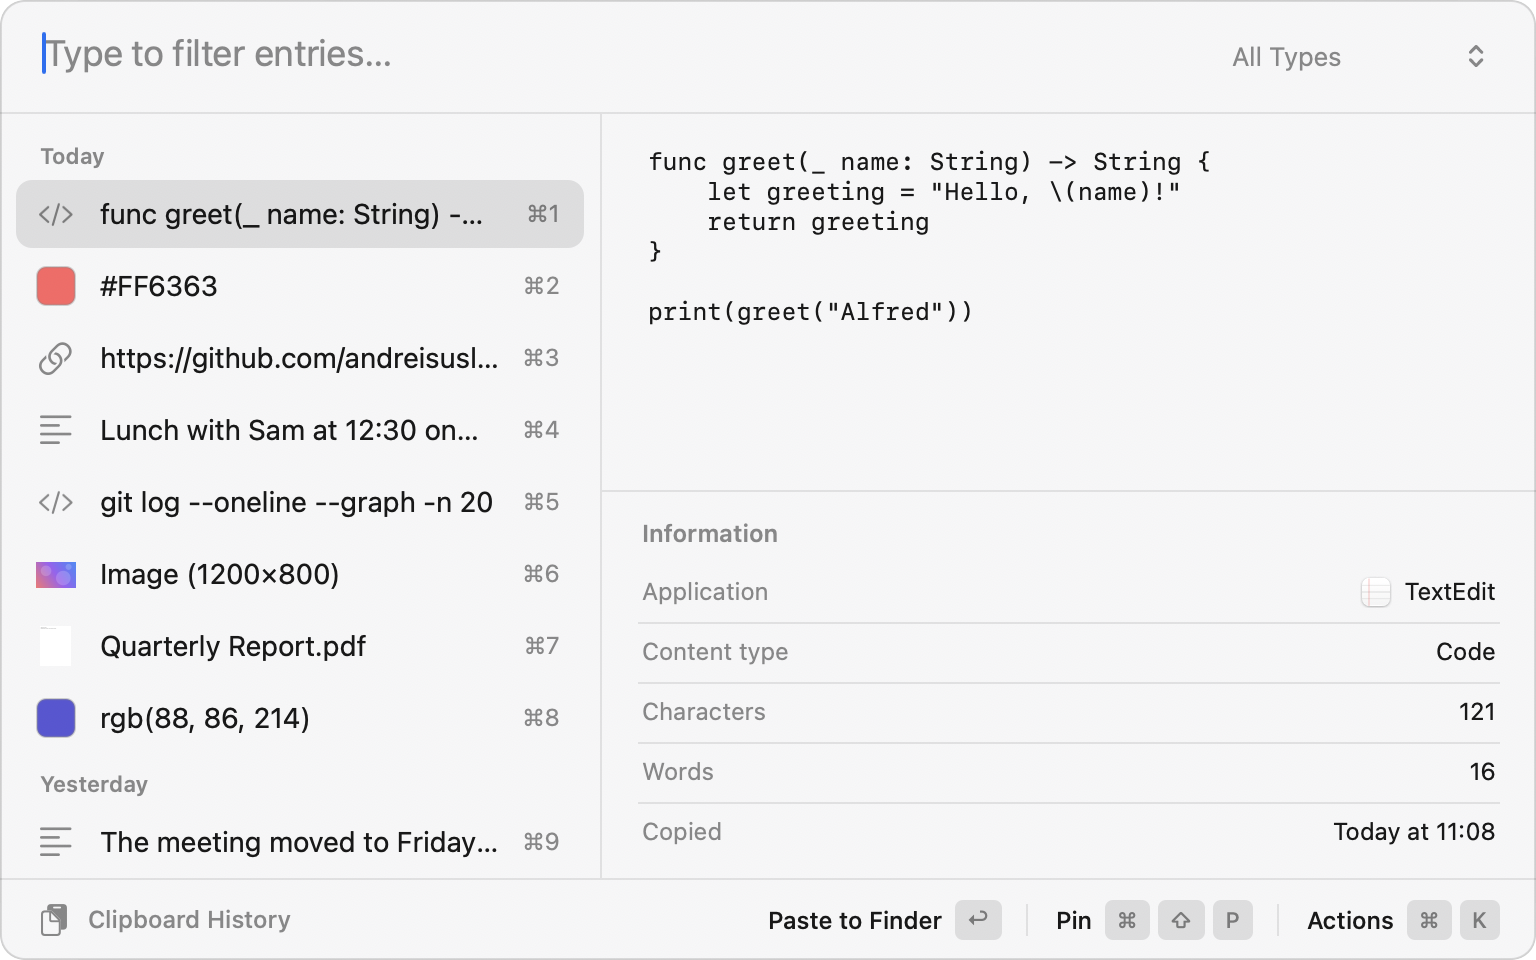 Type to filter entries...
All Types
Today
func greet(_ name: String) -... ⌘1
#FF6363 ⌘2
https://github.com/andreisusl... ⌘3
Lunch with Sam at 12:30 on... ⌘4
git log --oneline --graph -n 20 ⌘5
Image (1200×800) ⌘6
Quarterly Report.pdf ⌘7
rgb(88, 86, 214) ⌘8
Yesterday
The meeting moved to Friday... ⌘9
func greet(_ name: String) -> String {
    let greeting = "Hello, \(name)!"
    return greeting
}
print(greet("Alfred"))
Information
Application TextEdit
Content type Code
Characters 121
Words 16
Copied Today at 11:08
Clipboard History
Paste to Finder ↩ Pin ⌘ ⇧ P Actions ⌘ K